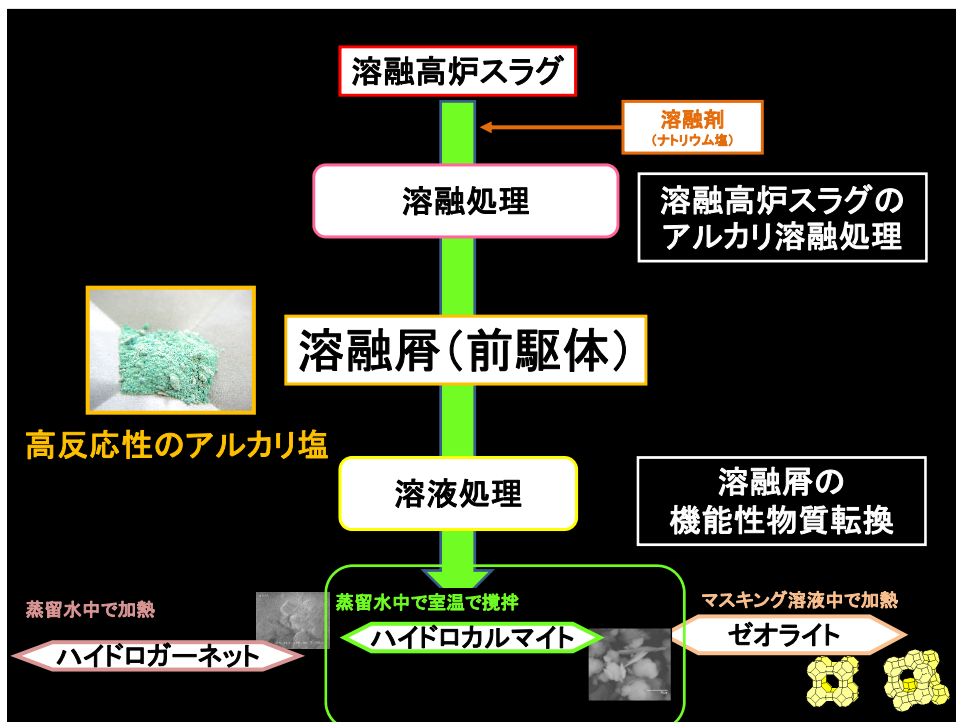 溶融高炉スラグ
溶融剤
（ナトリウム塩）
溶融処理
溶融高炉スラグの
アルカリ溶融処理
溶融屑（前駆体）
高反応性のアルカリ塩
溶液処理
溶融屑の
機能性物質転換
蒸留水中で加熱
ハイドロガーネット
蒸留水中で室温で撹拌
ハイドロカルマイト
マスキング溶液中で加熱
ゼオライト